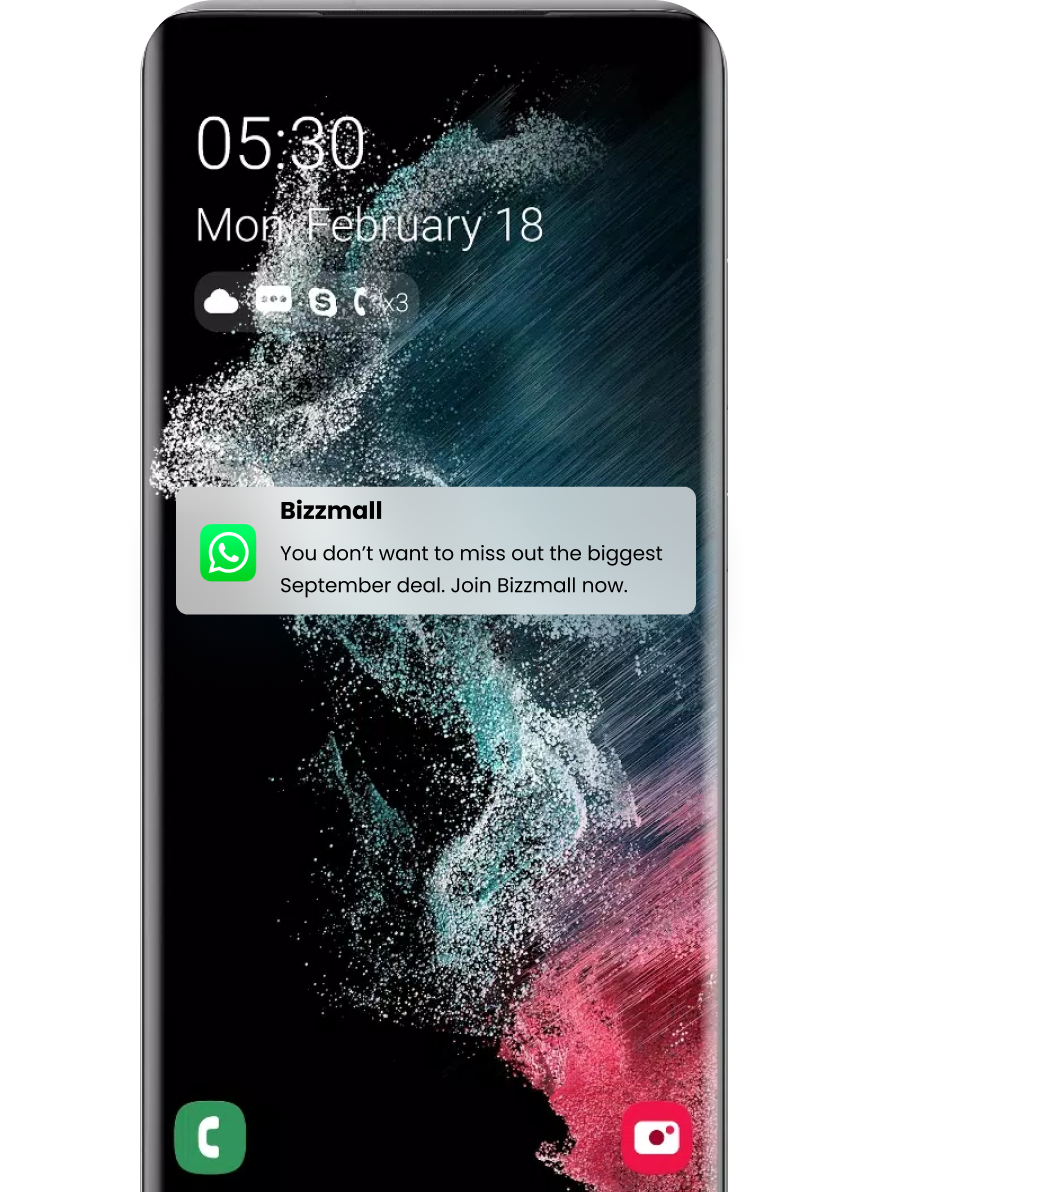 05:30
Mon, February 18
x3
Bizzmall
You don’t want to miss out the biggest
September deal. Join Bizzmall now.